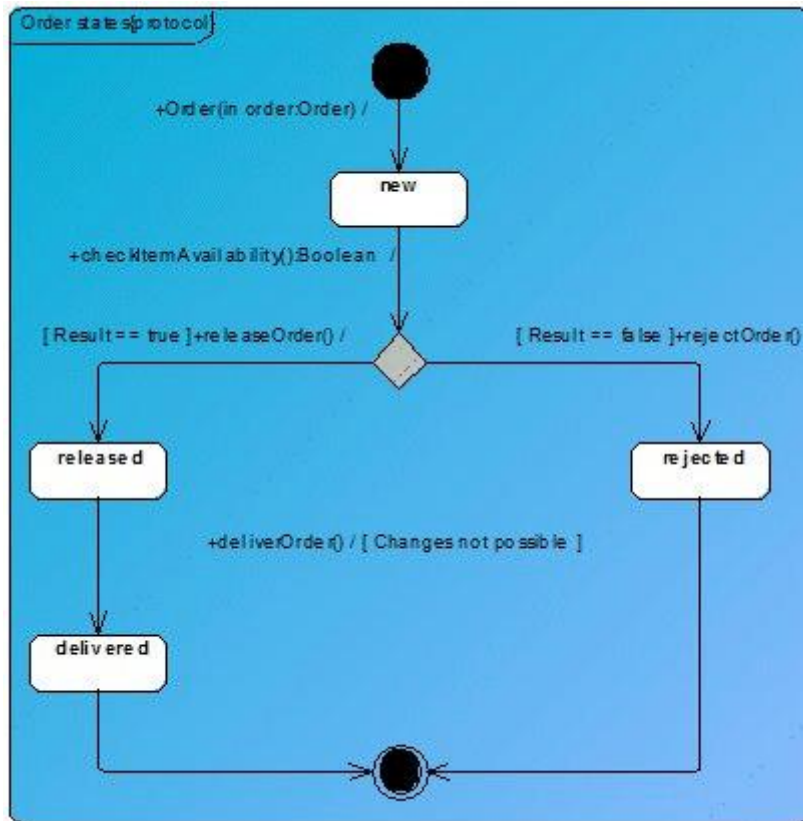 Order states{protocol}
+Order(in order:Order) /
new
+checkItemAvailability():Boolean /
[ Result == true ]+releaseOrder() /
[ Result == false ]+rejectOrder()
released
rejected
+deliverOrder() / [ Changes not possible ]
delivered